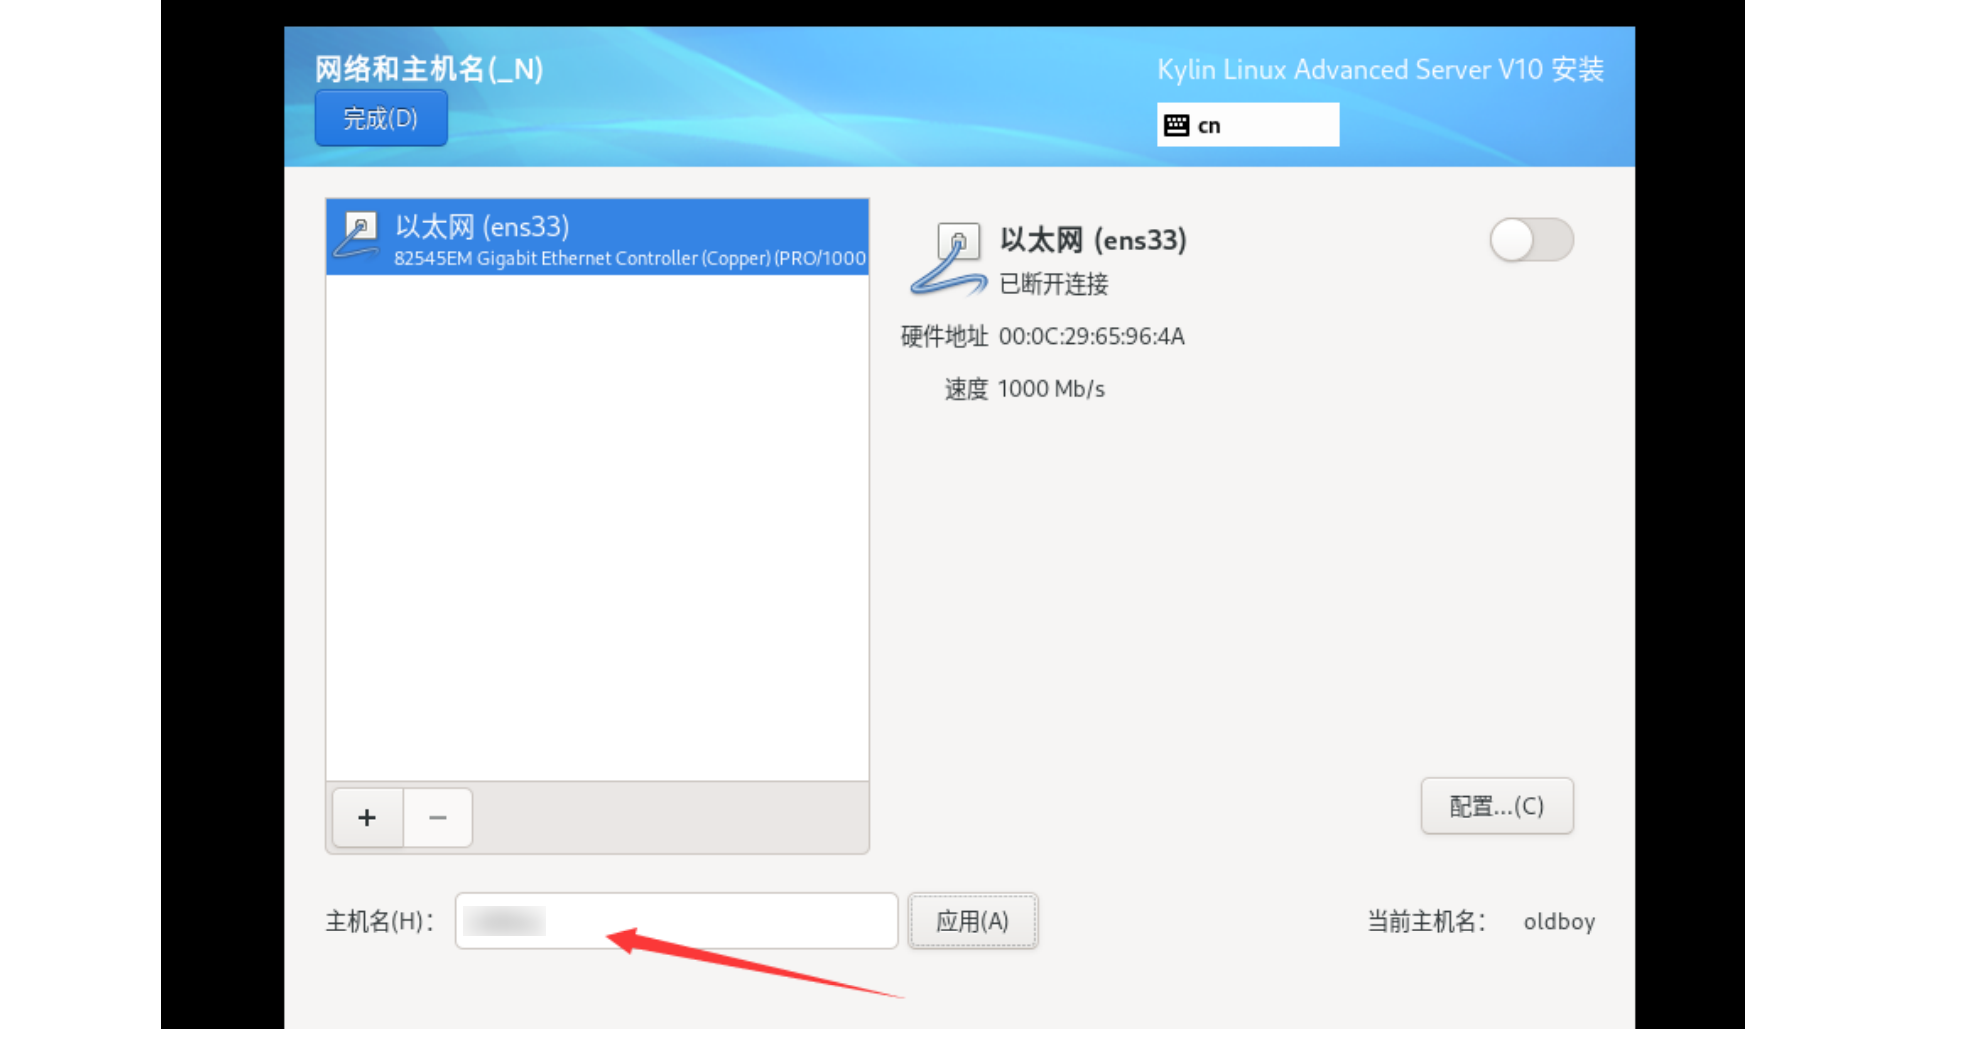 网络和主机名(_N)
Kylin Linux Advanced Server V10 安装
完成(D)
cn
以太网 (ens33)
82545EM Gigabit Ethernet Controller (Copper) (PRO/1000
以太网 (ens33)
已断开连接
硬件地址 00:0C:29:65:96:4A
速度 1000 Mb/s
+ −
配置...(C)
主机名(H)：
应用(A)
当前主机名： oldboy